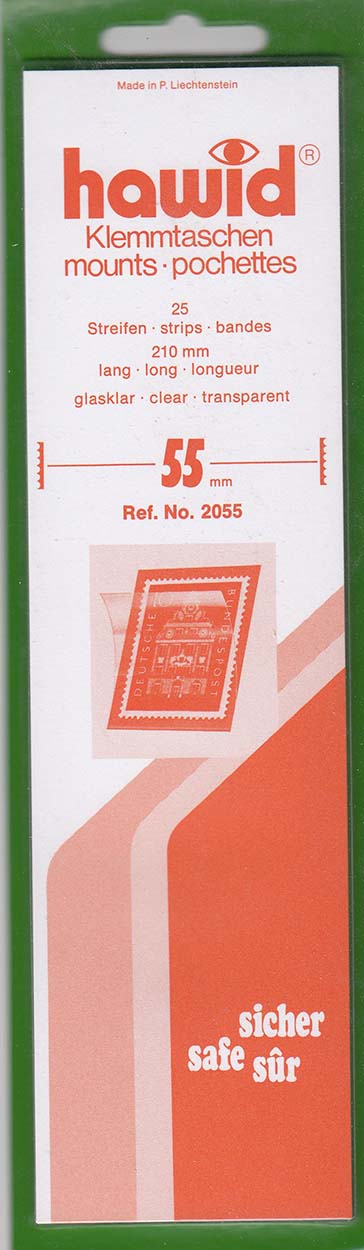 Made in P. Liechtenstein
hawid®
Klemmtaschen
mounts · pochettes
25
Streifen · strips · bandes
210 mm
lang · long · longueur
glasklar · clear · transparent
55 mm
Ref. No. 2055
DEUTSCHE
BUNDESPOST
sicher
safe
sûr